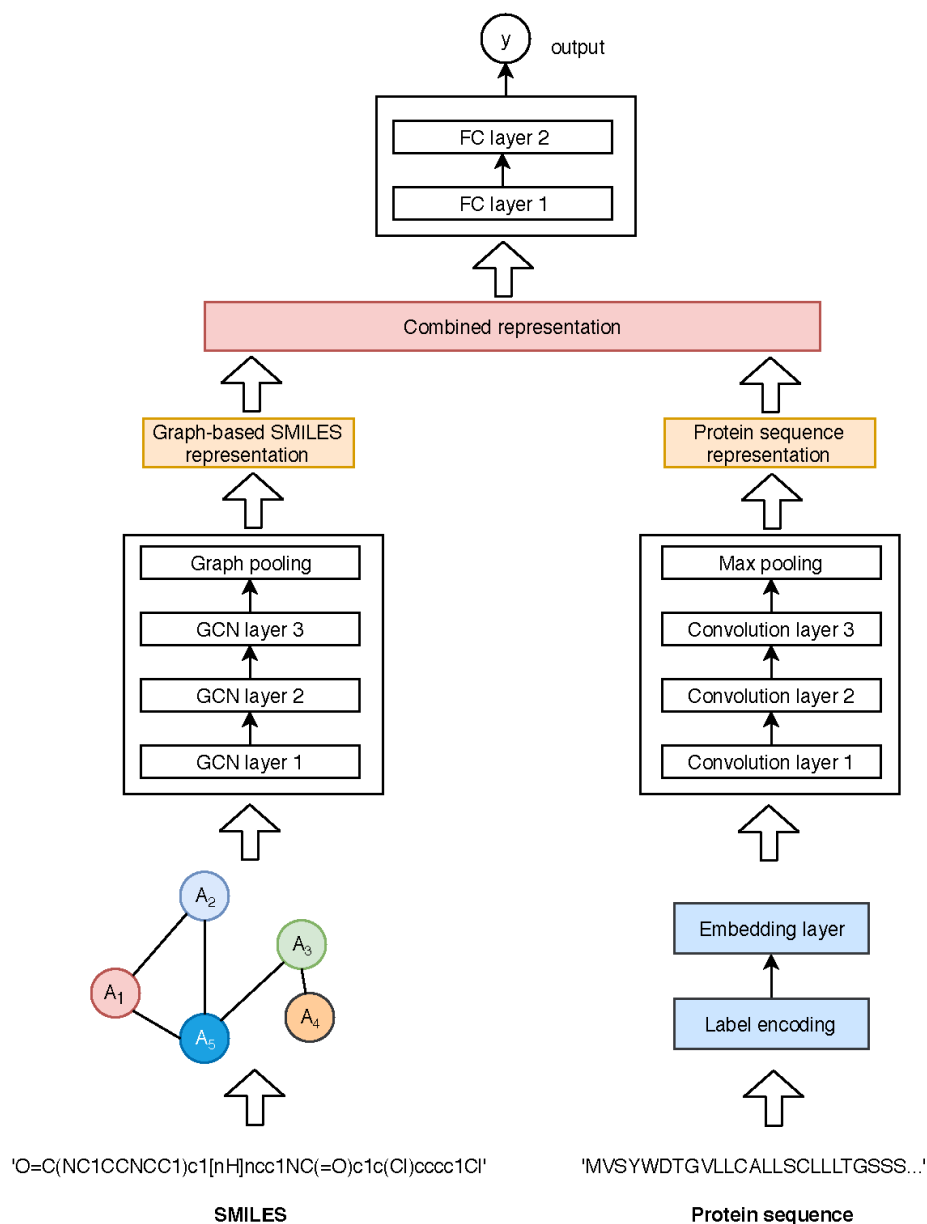 y
output
FC layer 2
FC layer 1
Combined representation
Graph-based SMILES
representation
Protein sequence
representation
Graph pooling
GCN layer 3
GCN layer 2
GCN layer 1
Max pooling
Convolution layer 3
Convolution layer 2
Convolution layer 1
A2
A3
A1
A4
A5
Embedding layer
Label encoding
'O=C(NC1CCNCC1)c1[nH]ncc1NC(=O)c1c(Cl)cccc1Cl'
'MVSYWDTGVLLCALLSCLLLTGSSS...'
SMILES
Protein sequence